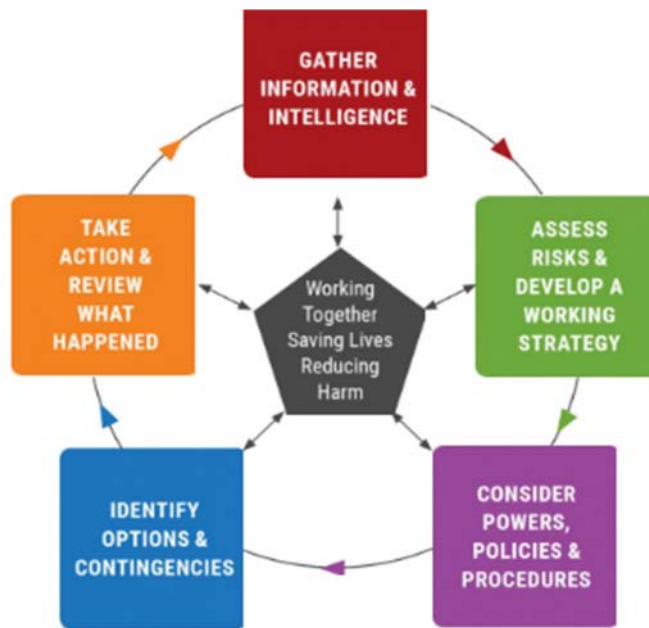 GATHER
INFORMATION &
INTELLIGENCE
ASSESS
RISKS &
DEVELOP A
WORKING
STRATEGY
CONSIDER
POWERS,
POLICIES &
PROCEDURES
IDENTIFY
OPTIONS &
CONTINGENCIES
TAKE
ACTION &
REVIEW
WHAT
HAPPENED
Working
Together
Saving Lives
Reducing
Harm